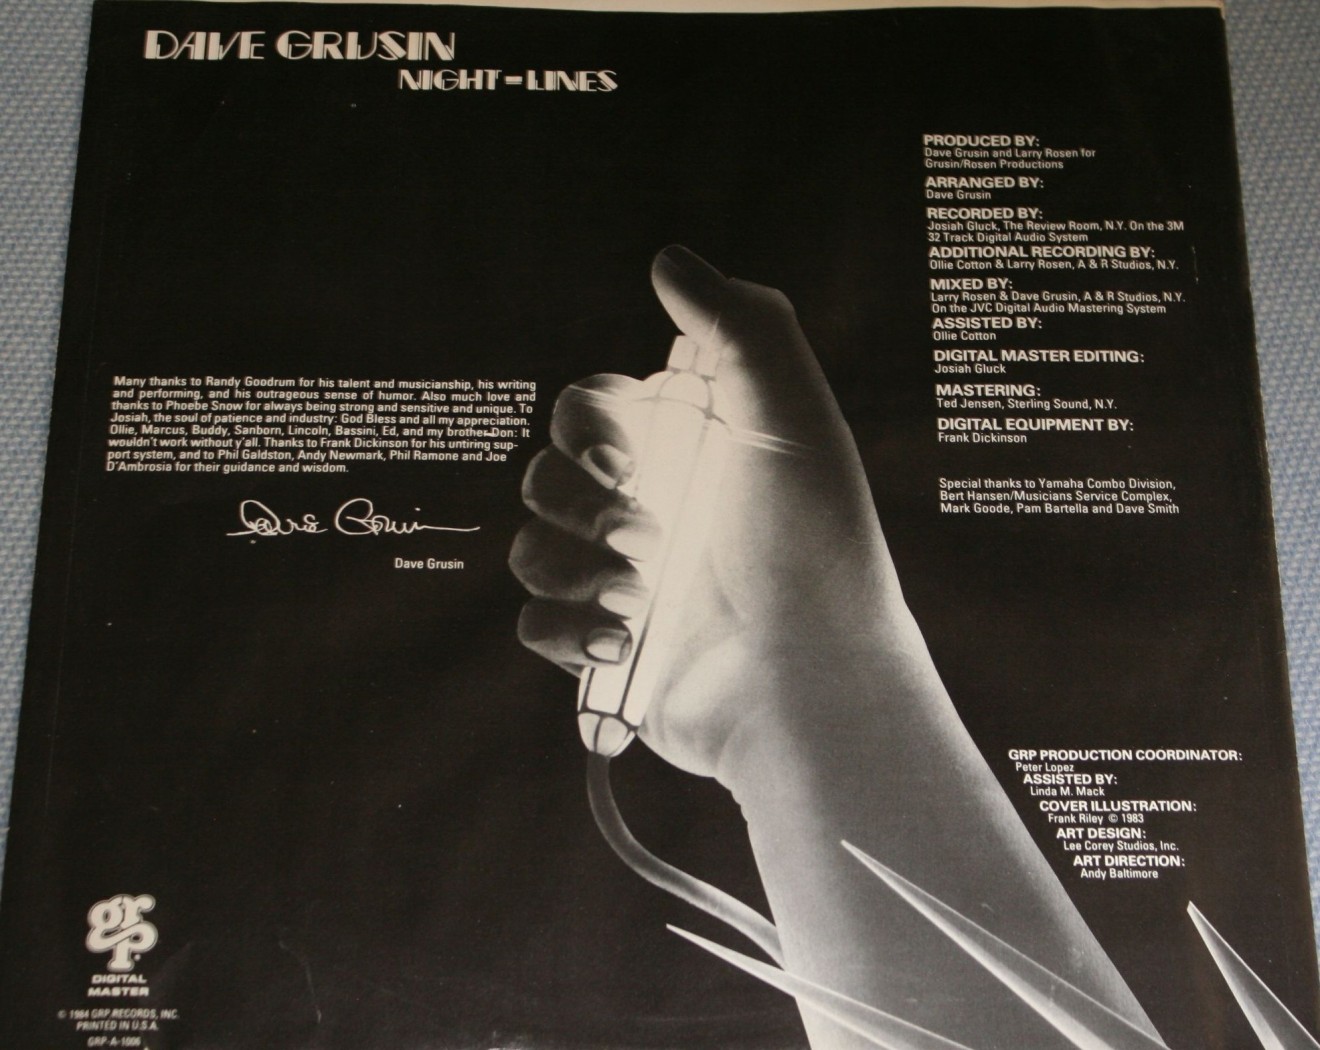 DAVE GRUSIN
NIGHT-LINES
PRODUCED BY:
Dave Grusin and Larry Rosen for
Grusin/Rosen Productions
ARRANGED BY:
Dave Grusin
RECORDED BY:
Josiah Gluck, The Review Room, N.Y. On the 3M
32 Track Digital Audio System
ADDITIONAL RECORDING BY:
Ollie Cotton & Larry Rosen, A & R Studios, N.Y.
MIXED BY:
Larry Rosen & Dave Grusin, A & R Studios, N.Y.
On the JVC Digital Audio Mastering System
ASSISTED BY:
Ollie Cotton
DIGITAL MASTER EDITING:
Josiah Gluck
MASTERING:
Ted Jensen, Sterling Sound, N.Y.
DIGITAL EQUIPMENT BY:
Frank Dickinson
Special thanks to Yamaha Combo Division,
Bert Hansen/Musicians Service Complex,
Mark Goode, Pam Bartella and Dave Smith
Many thanks to Randy Goodrum for his talent and musicianship, his writing
and performing, and his outrageous sense of humor. Also much love and
thanks to Phoebe Snow for always being strong and sensitive and unique. To
Josiah, the soul of patience and industry: God Bless and all my appreciation.
Ollie, Marcus, Buddy, Sanborn, Lincoln, Bassini, Ed, and my brother Don: It
wouldn't work without y'all. Thanks to Frank Dickinson for his untiring sup-
port system, and to Phil Galdston, Andy Newmark, Phil Ramone and Joe
D'Ambrosia for their guidance and wisdom.
Dave Grusin
Dave Grusin
GRP PRODUCTION COORDINATOR:
Peter Lopez
ASSISTED BY:
Linda M. Mack
COVER ILLUSTRATION:
Frank Riley © 1983
ART DESIGN:
Lee Corey Studios, Inc.
ART DIRECTION:
Andy Baltimore
grp
DIGITAL
MASTER
© 1984 GRP RECORDS, INC.
PRINTED IN U.S.A.
GRP-A-1006